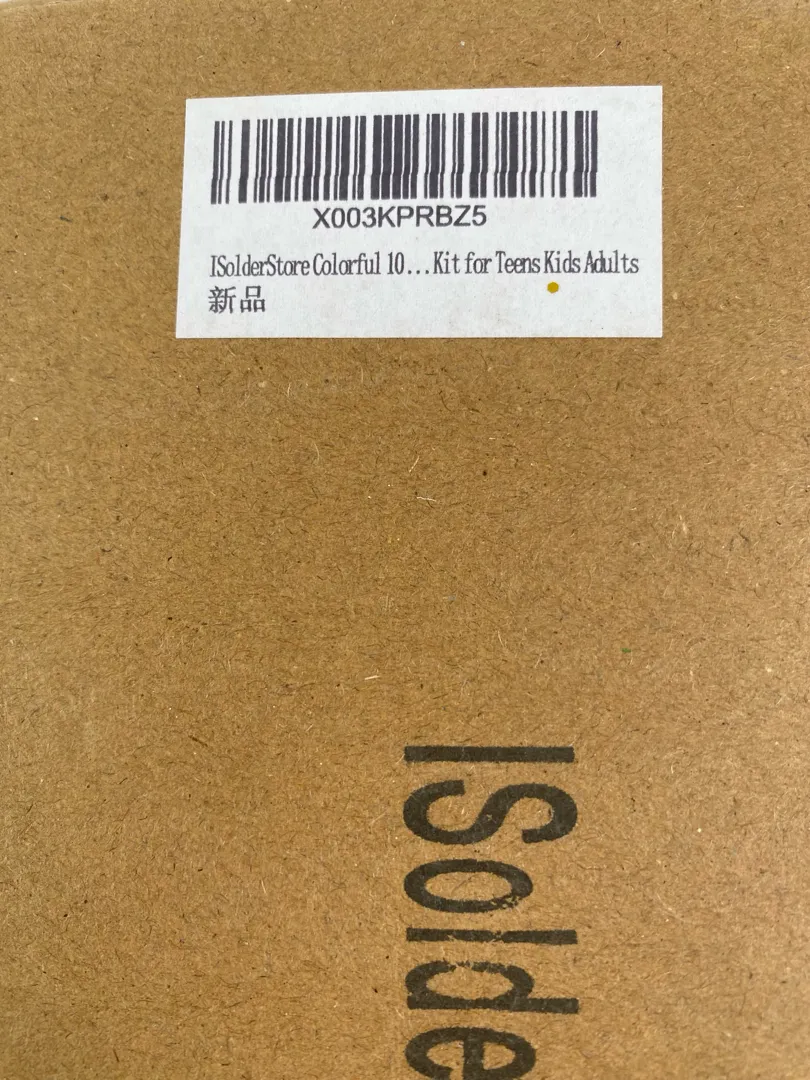 X003KPRBZ5
ISolderStore Colorful 10...Kit for Teens Kids Adults
新品
ISolde